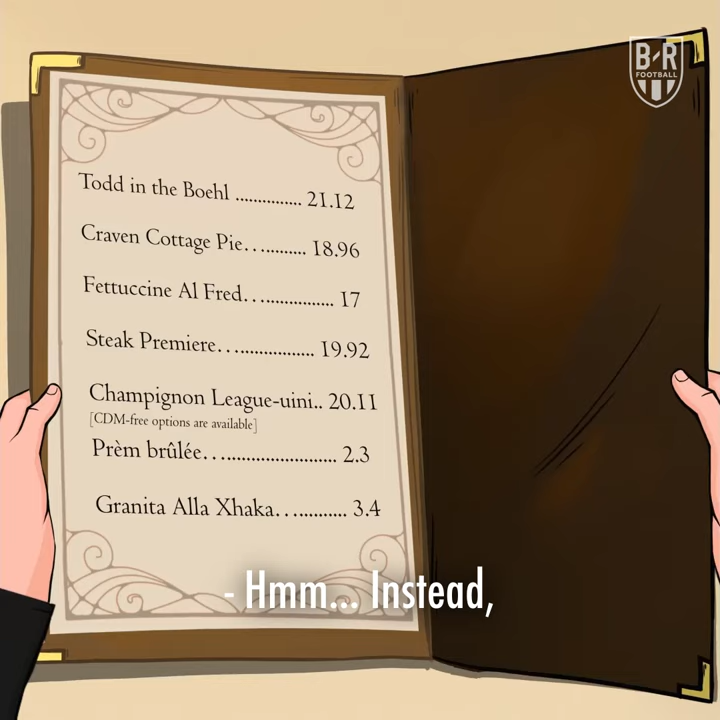 B/R
FOOTBALL
Todd in the Boehl ............... 21.12
Craven Cottage Pie............. 18.96
Fettuccine Al Fred................. 17
Steak Premiere.................... 19.92
Champignon League-uini.. 20.11
[CDM-free options are available]
Prèm brûlée........................ 2.3
Granita Alla Xhaka.............. 3.4
- Hmm... Instead,